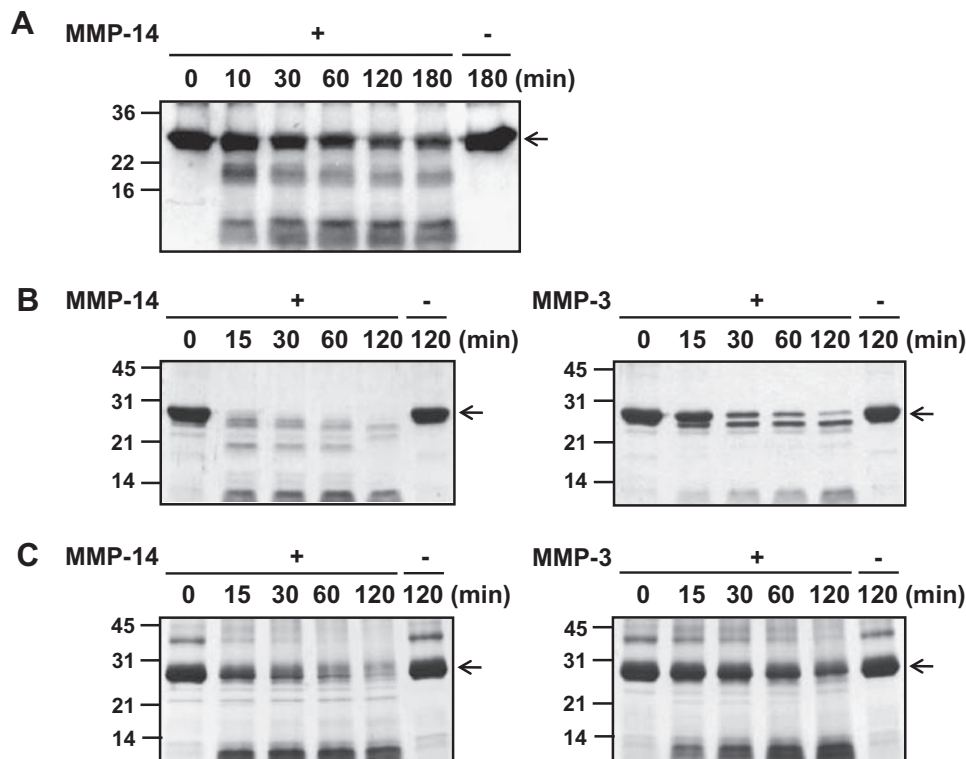 A MMP-14 + -
0 10 30 60 120 180 180 (min)
36
22
16
B MMP-14 + - MMP-3 + -
0 15 30 60 120 120 (min) 0 15 30 60 120 120 (min)
45 45
31 31
21 21
14 14
C MMP-14 + - MMP-3 + -
0 15 30 60 120 120 (min) 0 15 30 60 120 120 (min)
45 45
31 31
21 21
14 14